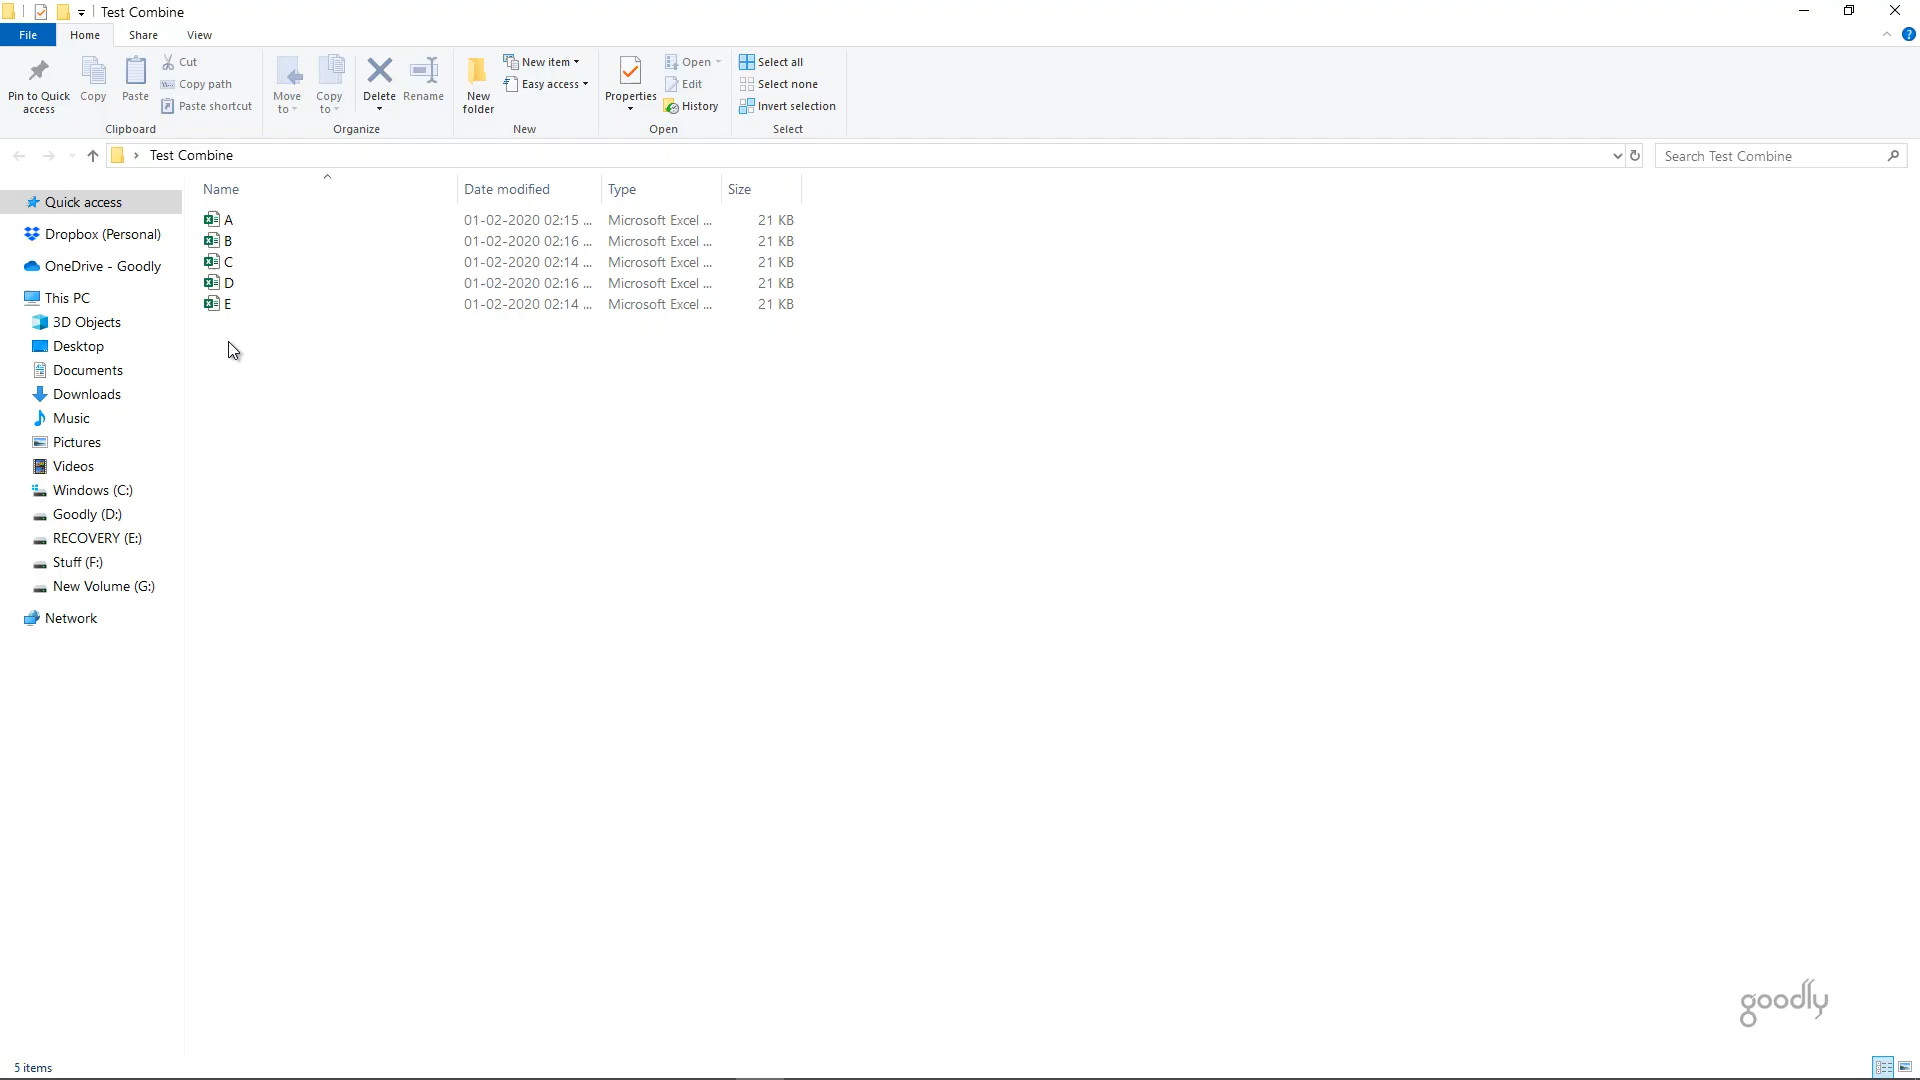 Test Combine
File Home Share View
Pin to Quick access
Copy
Paste
Cut
Copy path
Paste shortcut
Clipboard
Move to
Copy to
Delete
Rename
Organize
New folder
New item
Easy access
New
Properties
Open
Edit
History
Open
Select all
Select none
Invert selection
Select
Test Combine
Search Test Combine
Quick access
Dropbox (Personal)
OneDrive - Goodly
This PC
3D Objects
Desktop
Documents
Downloads
Music
Pictures
Videos
Windows (C:)
Goodly (D:)
RECOVERY (E:)
Stuff (F:)
New Volume (G:)
Network
Name Date modified Type Size
A 01-02-2020 02:15 ... Microsoft Excel ... 21 KB
B 01-02-2020 02:16 ... Microsoft Excel ... 21 KB
C 01-02-2020 02:14 ... Microsoft Excel ... 21 KB
D 01-02-2020 02:16 ... Microsoft Excel ... 21 KB
E 01-02-2020 02:14 ... Microsoft Excel ... 21 KB
goodly
5 items